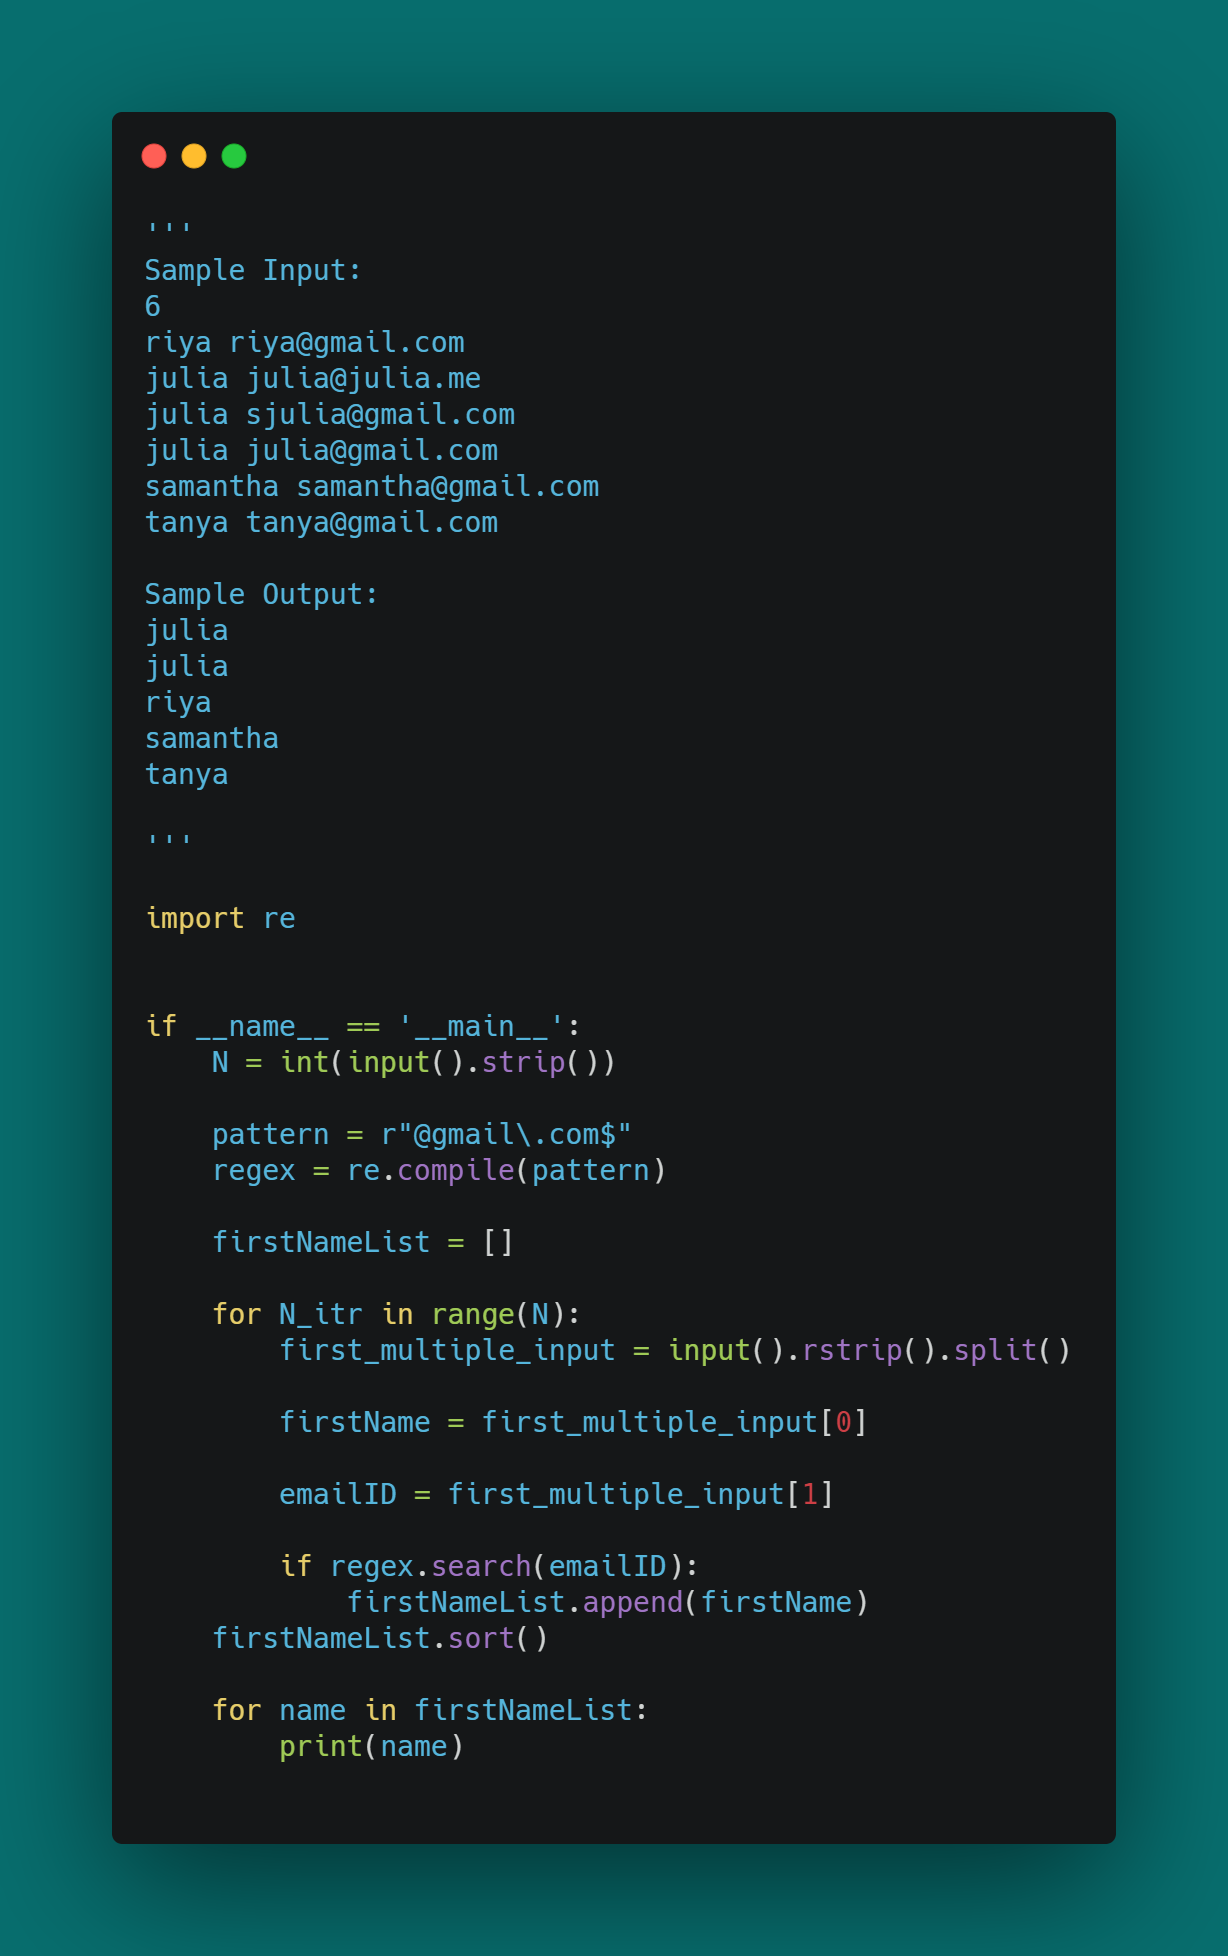 '''
Sample Input:
6
riya riya@gmail.com
julia julia@julia.me
julia sjulia@gmail.com
julia julia@gmail.com
samantha samantha@gmail.com
tanya tanya@gmail.com

Sample Output:
julia
julia
riya
samantha
tanya

'''

import re


if __name__ == '__main__':
    N = int(input().strip())

    pattern = r"@gmail\.com$"
    regex = re.compile(pattern)

    firstNameList = []

    for N_itr in range(N):
        first_multiple_input = input().rstrip().split()

        firstName = first_multiple_input[0]

        emailID = first_multiple_input[1]

        if regex.search(emailID):
            firstNameList.append(firstName)
    firstNameList.sort()

    for name in firstNameList:
        print(name)